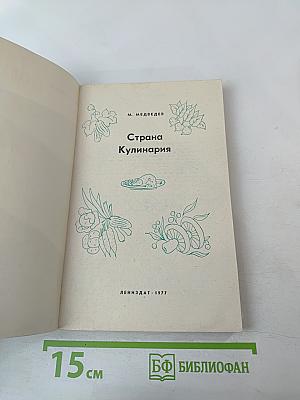 М. МЕДВЕДЕВ
Страна
Кулинария
ЛЕНИЗДАТ · 1977
15 см
БФ БИБЛИОФАН